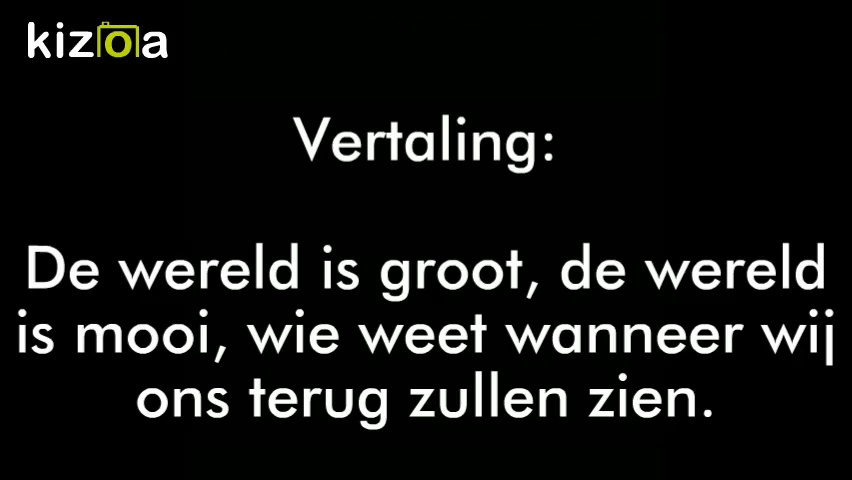 kizoa
Vertaling:
De wereld is groot, de wereld
is mooi, wie weet wanneer wij
ons terug zullen zien.